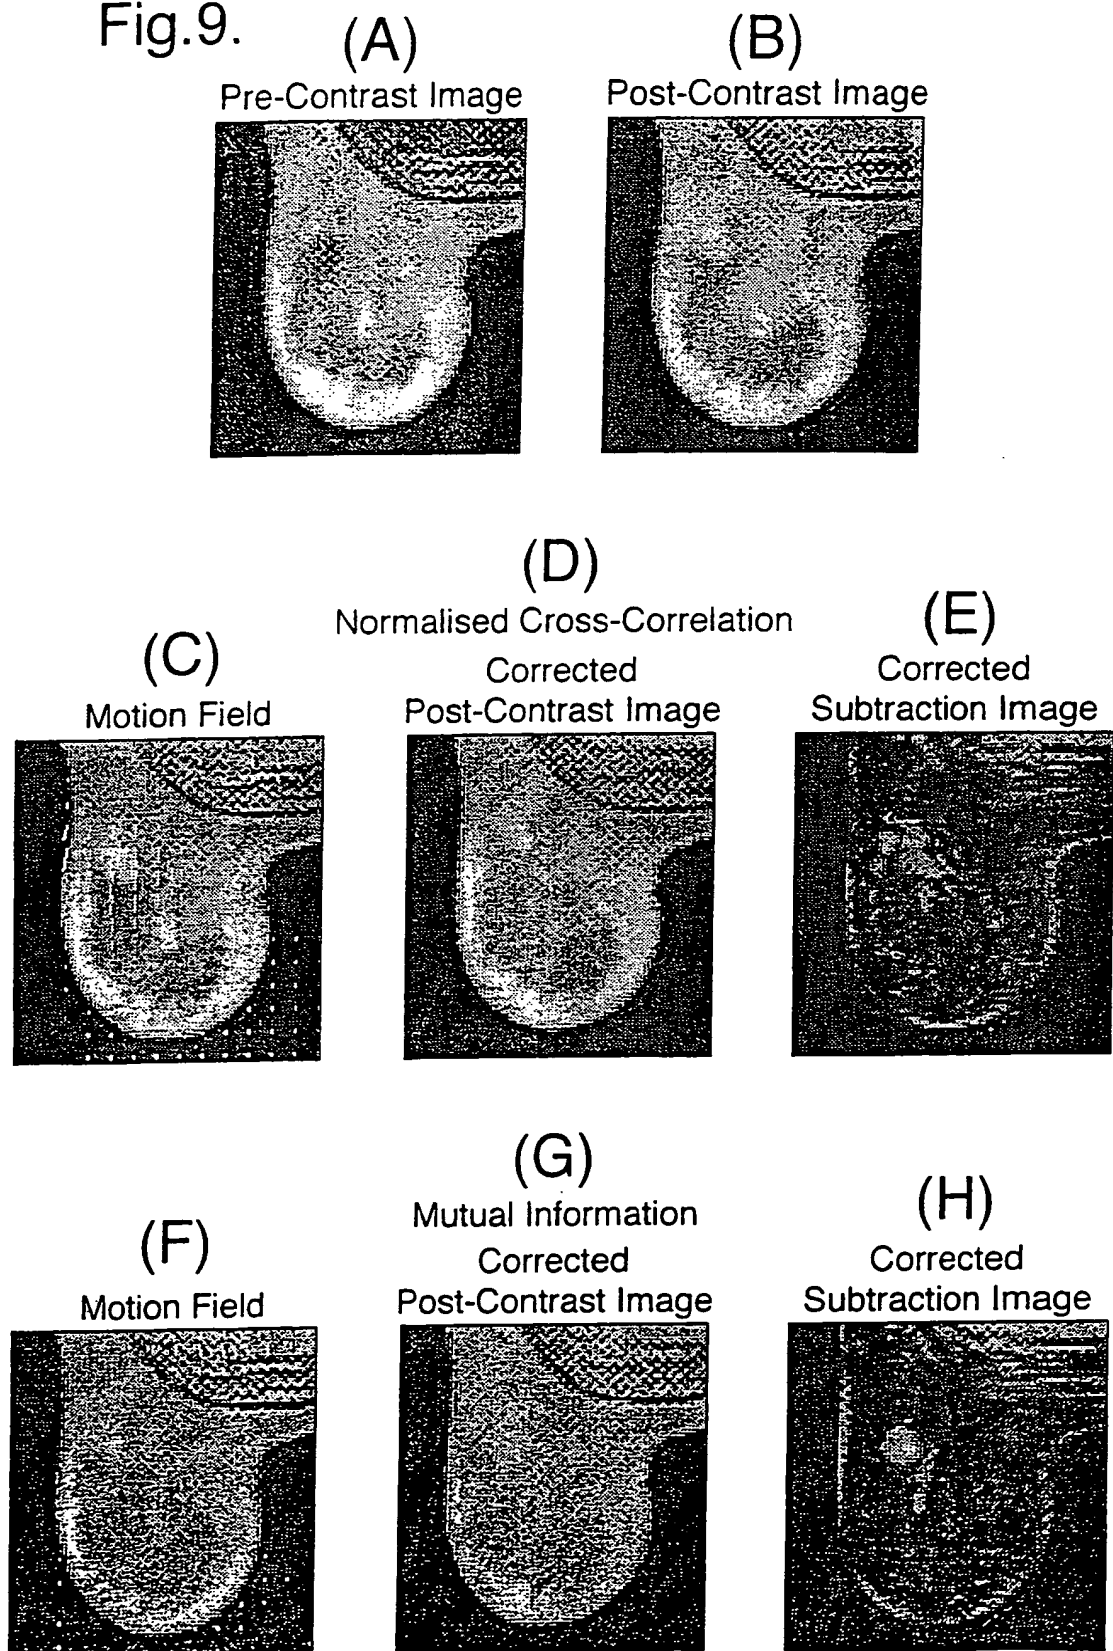 Fig.9.
(A)
Pre-Contrast Image
(B)
Post-Contrast Image
(C)
Motion Field
(D)
Normalised Cross-Correlation
Corrected
Post-Contrast Image
(E)
Corrected
Subtraction Image
(F)
Motion Field
(G)
Mutual Information
Corrected
Post-Contrast Image
(H)
Corrected
Subtraction Image